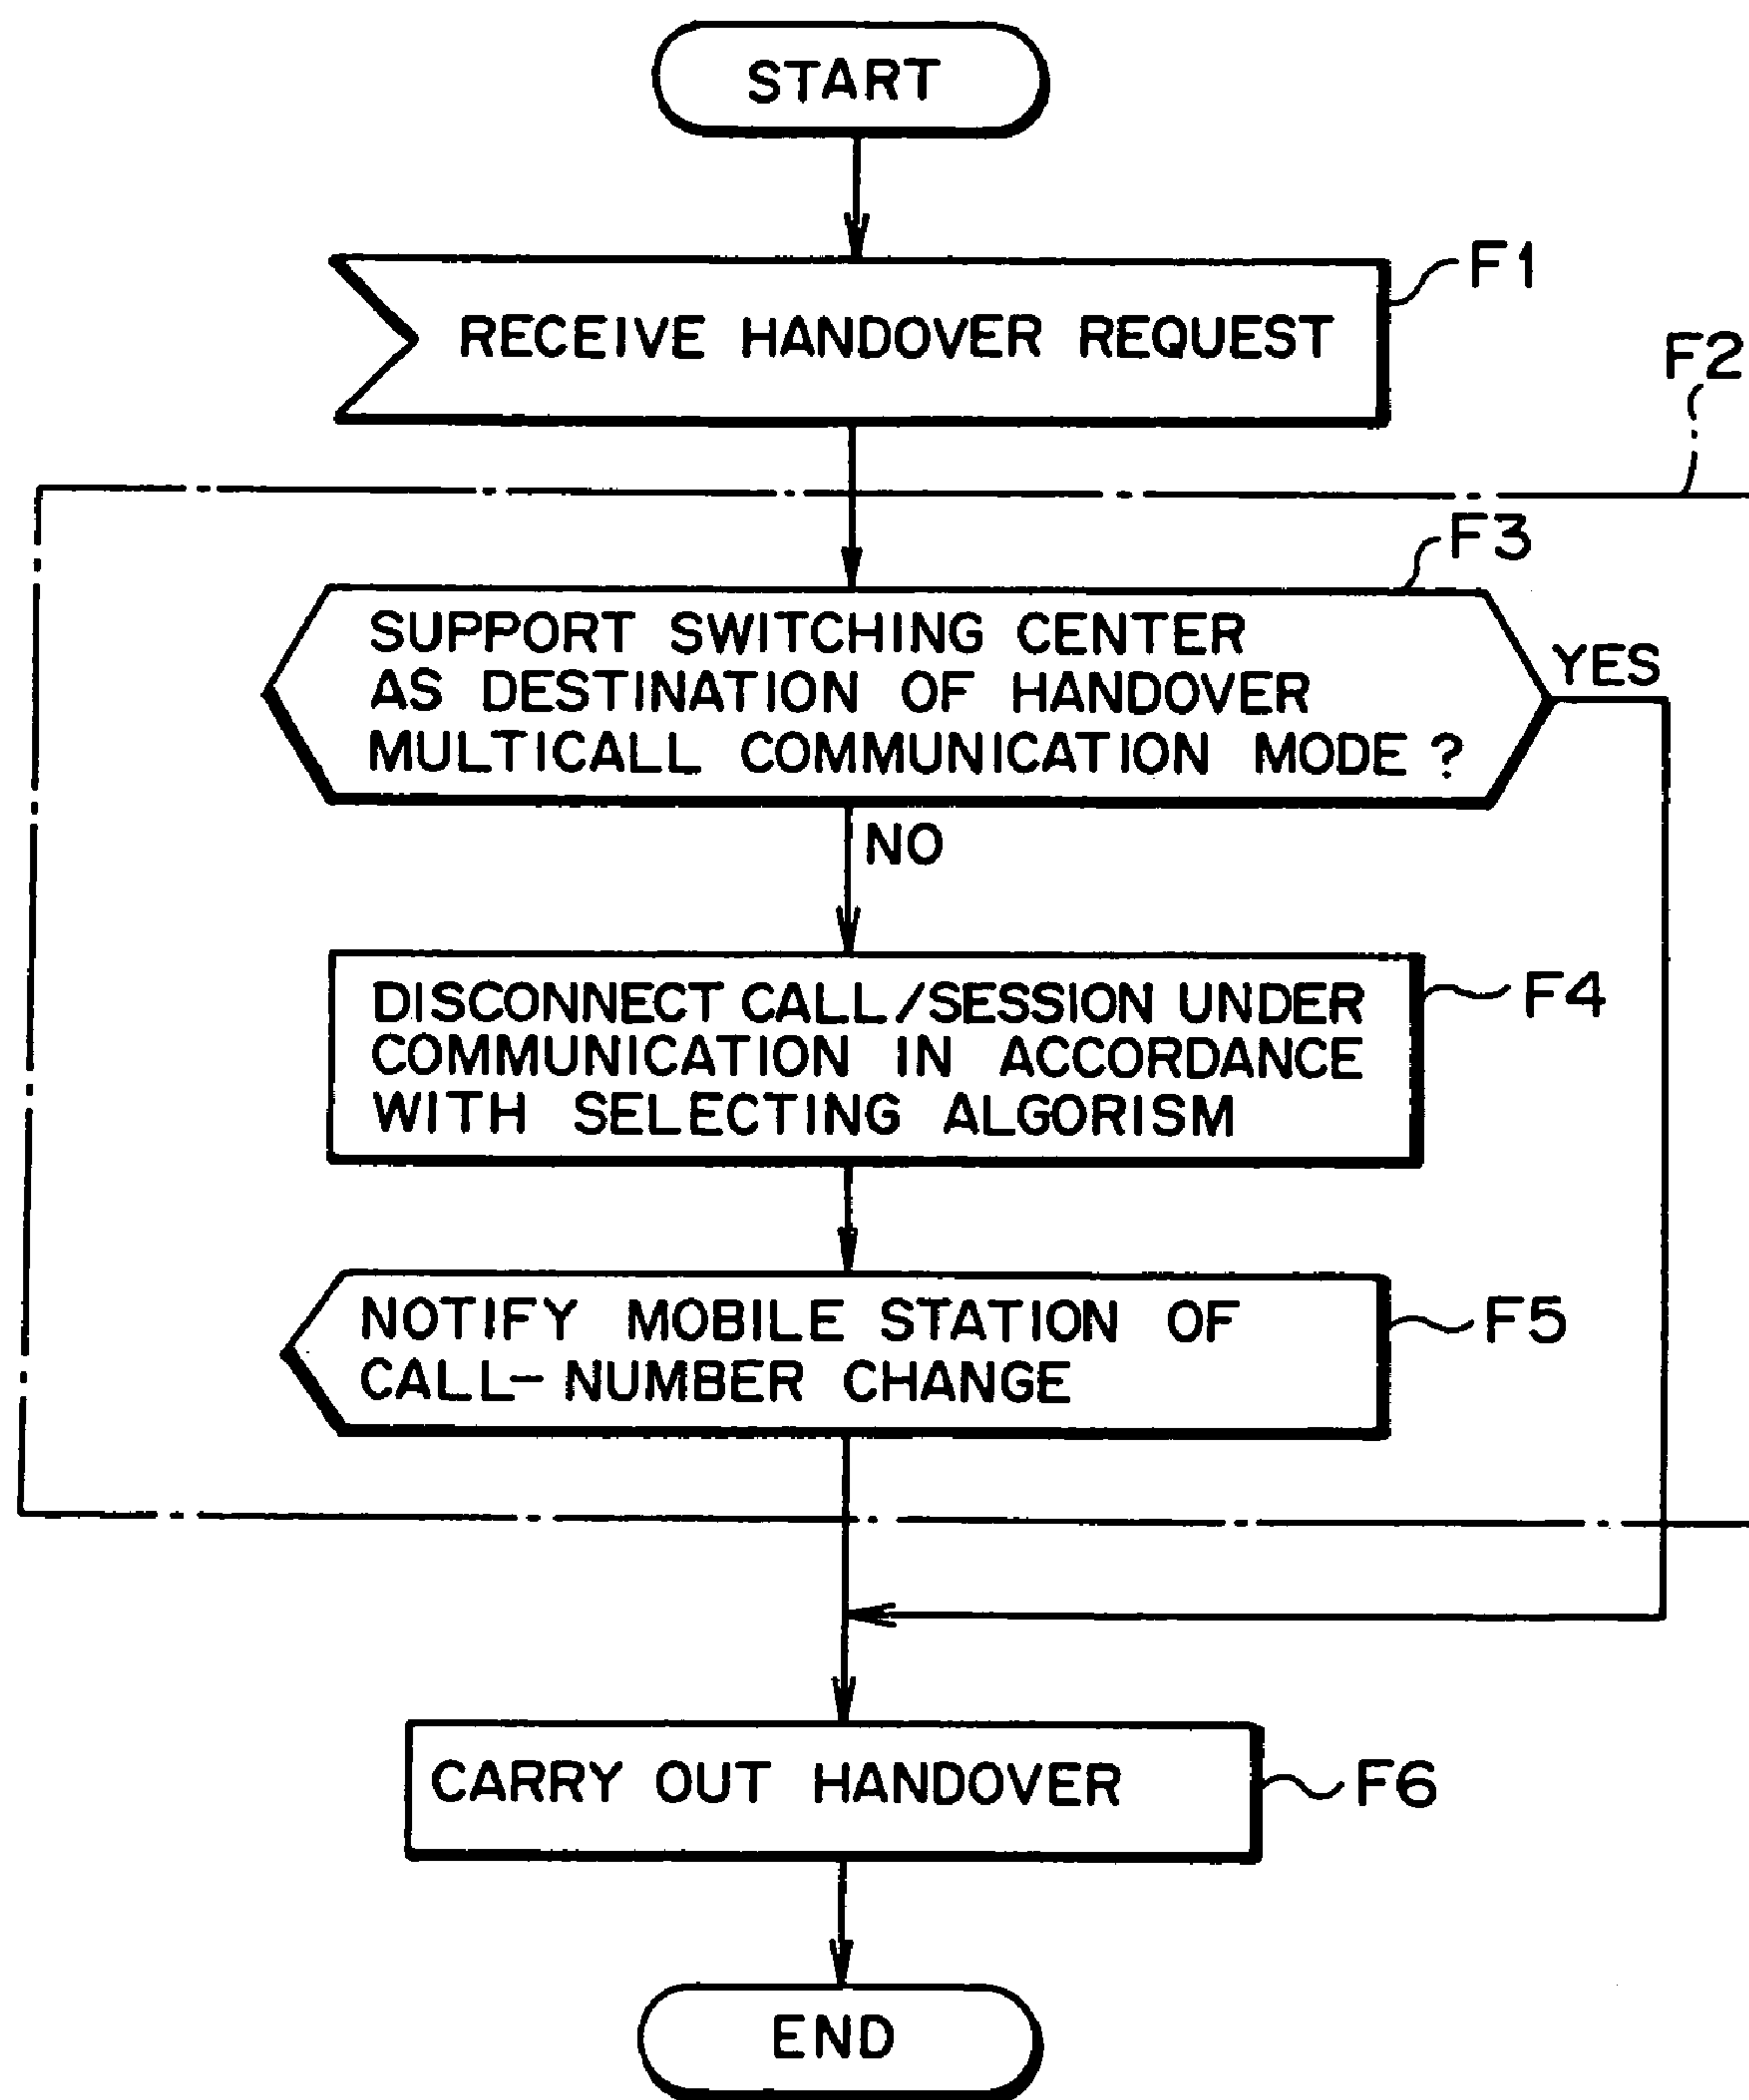 START
RECEIVE HANDOVER REQUEST
F1
F2
F3
SUPPORT SWITCHING CENTER
AS DESTINATION OF HANDOVER
MULTICALL COMMUNICATION MODE ?
YES
NO
DISCONNECT CALL/SESSION UNDER
COMMUNICATION IN ACCORDANCE
WITH SELECTING ALGORISM
F4
NOTIFY MOBILE STATION OF
CALL-NUMBER CHANGE
F5
CARRY OUT HANDOVER
F6
END